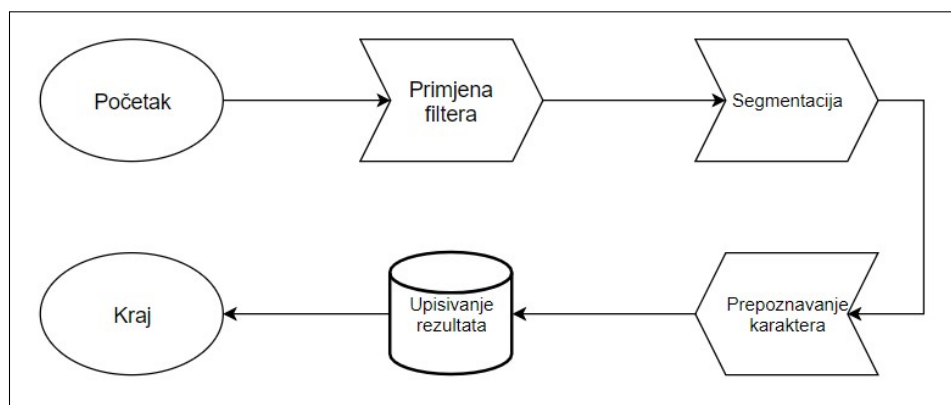 Početak
Primjena
filtera
Segmentacija
Prepoznavanje
karaktera
Upisivanje
rezultata
Kraj